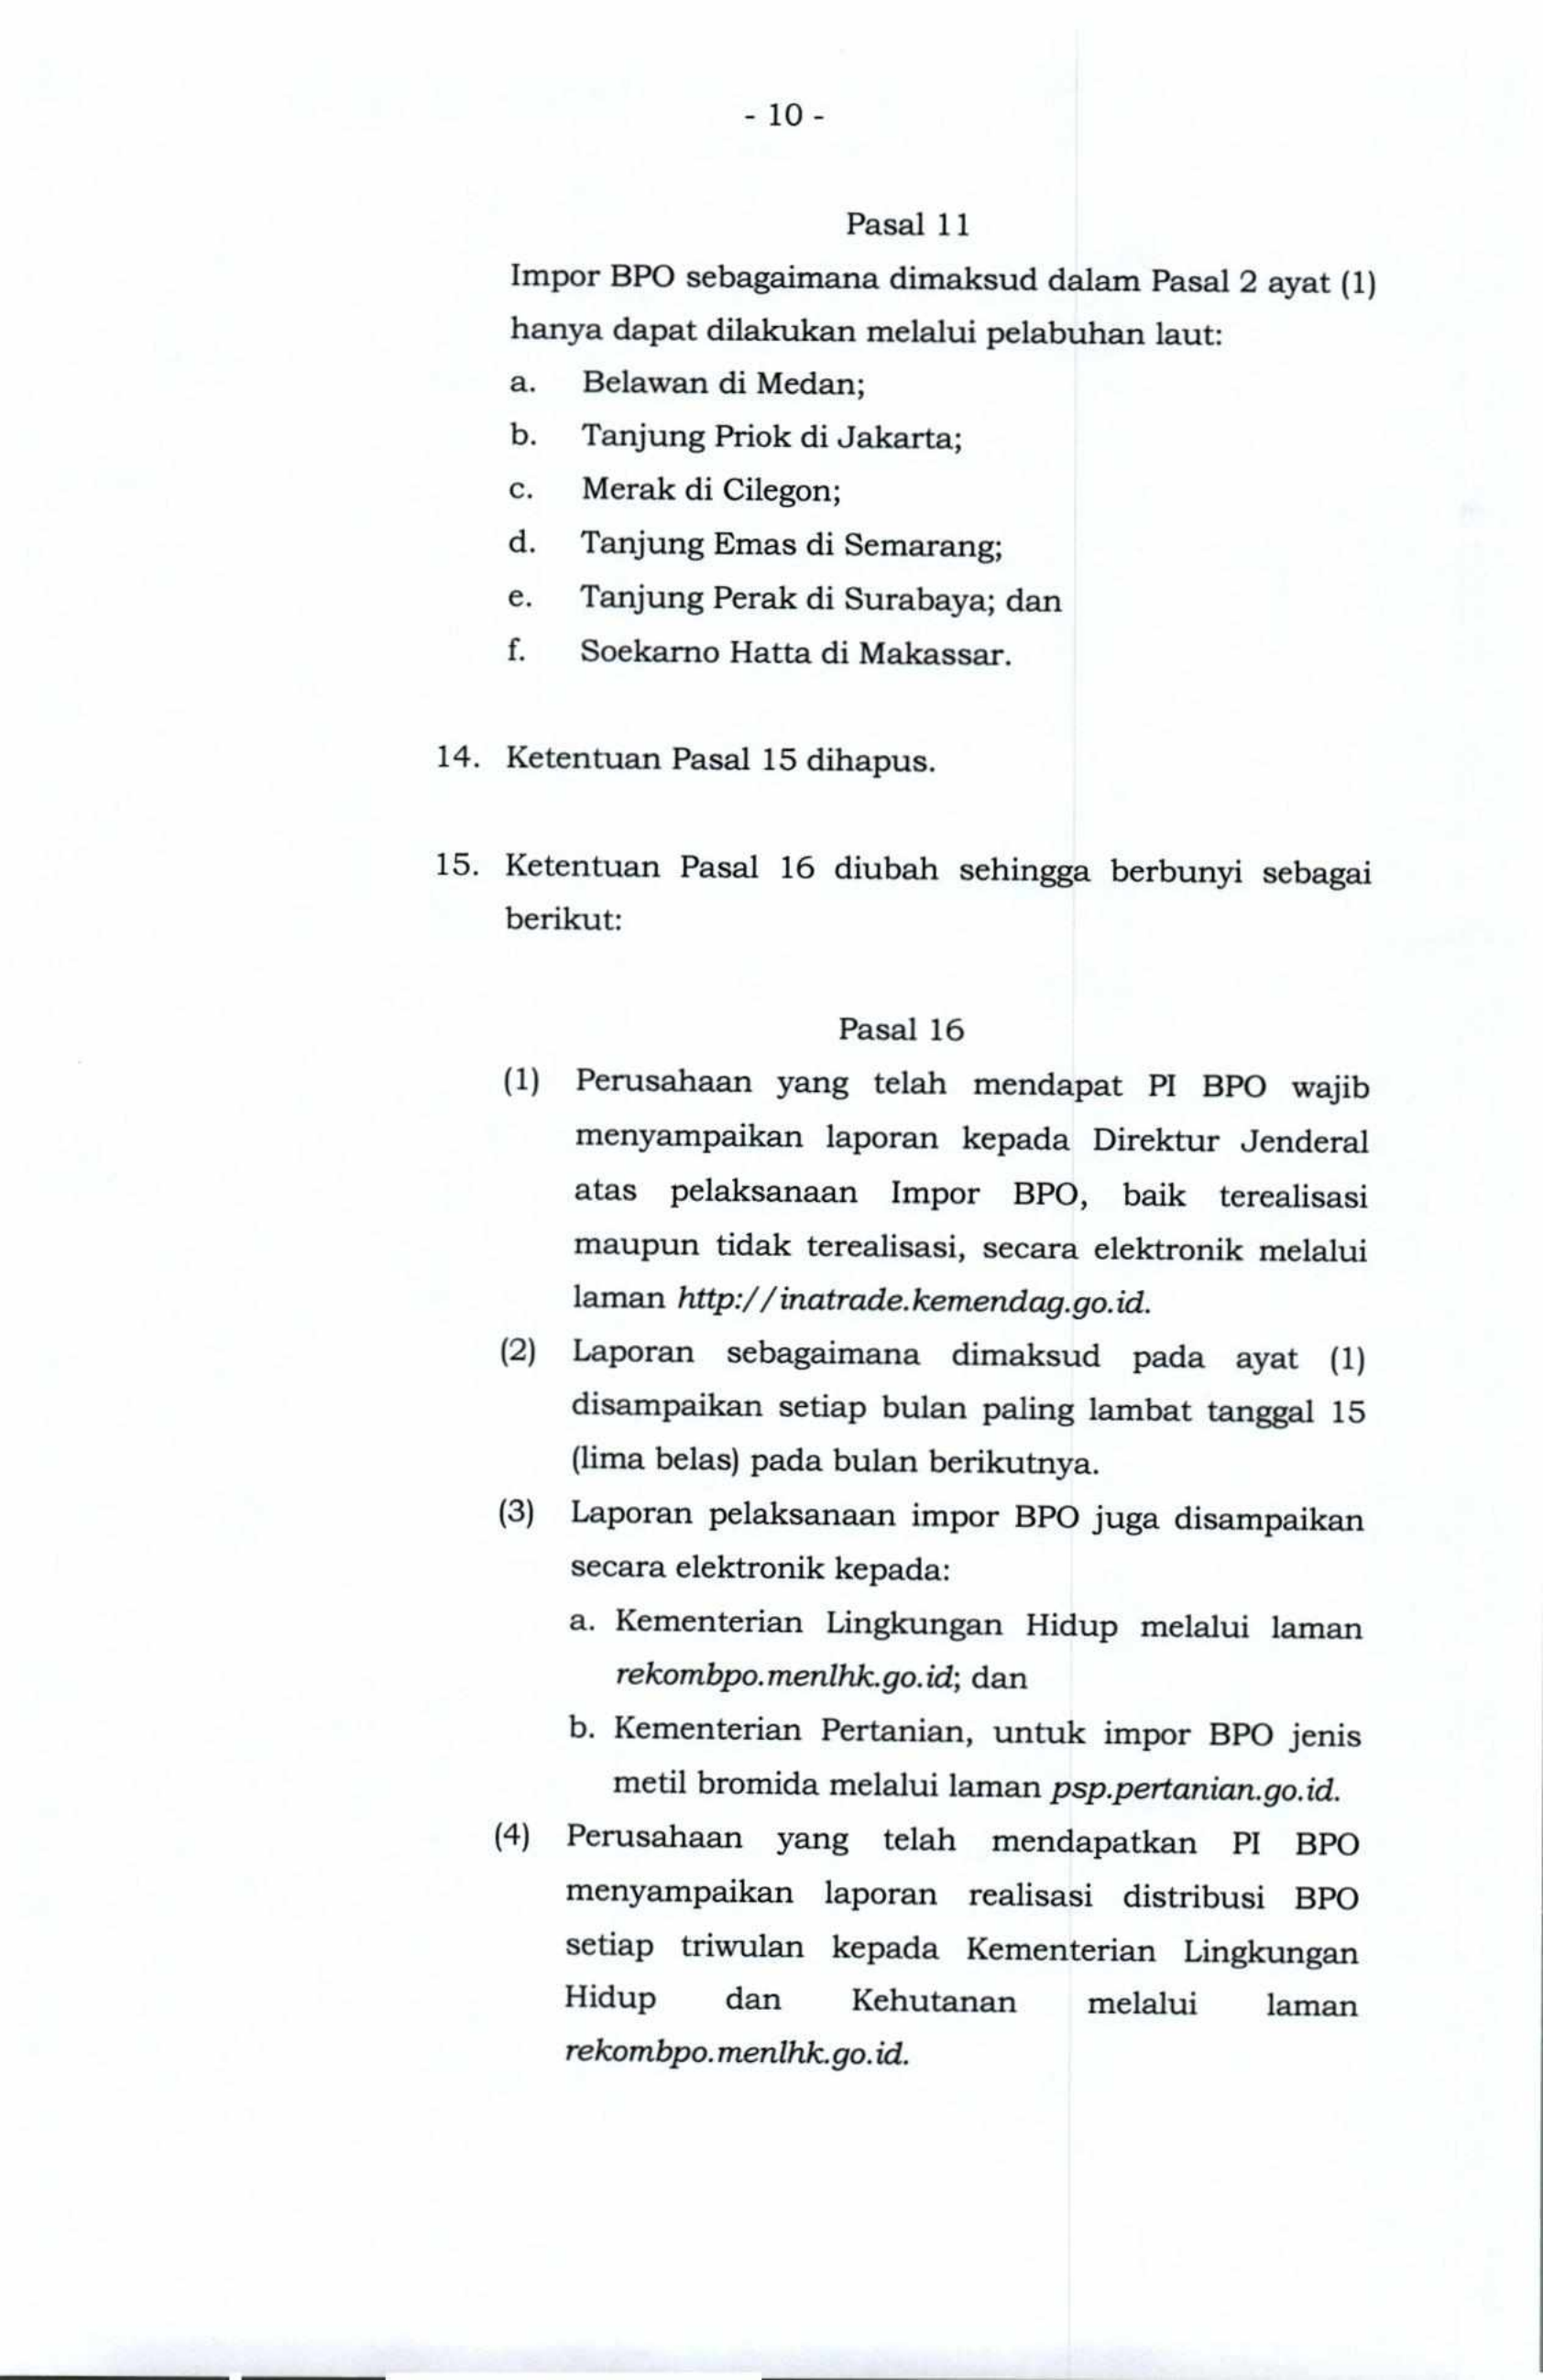 - 10 -
Pasal 11
Impor BPO sebagaimana dimaksud dalam Pasal 2 ayat (1)
hanya dapat dilakukan melalui pelabuhan laut:
a. Belawan di Medan;
b. Tanjung Priok di Jakarta;
c. Merak di Cilegon;
d. Tanjung Emas di Semarang;
e. Tanjung Perak di Surabaya; dan
f. Soekarno Hatta di Makassar.
14. Ketentuan Pasal 15 dihapus.
15. Ketentuan Pasal 16 diubah sehingga berbunyi sebagai
berikut:
Pasal 16
(1) Perusahaan yang telah mendapat PI BPO wajib
menyampaikan laporan kepada Direktur Jenderal
atas pelaksanaan Impor BPO, baik terealisasi
maupun tidak terealisasi, secara elektronik melalui
laman http://inatrade.kemendag.go.id.
(2) Laporan sebagaimana dimaksud pada ayat (1)
disampaikan setiap bulan paling lambat tanggal 15
(lima belas) pada bulan berikutnya.
(3) Laporan pelaksanaan impor BPO juga disampaikan
secara elektronik kepada:
a. Kementerian Lingkungan Hidup melalui laman
rekombpo.menlhk.go.id; dan
b. Kementerian Pertanian, untuk impor BPO jenis
metil bromida melalui laman psp.pertanian.go.id.
(4) Perusahaan yang telah mendapatkan PI BPO
menyampaikan laporan realisasi distribusi BPO
setiap triwulan kepada Kementerian Lingkungan
Hidup dan Kehutanan melalui laman
rekombpo.menlhk.go.id.